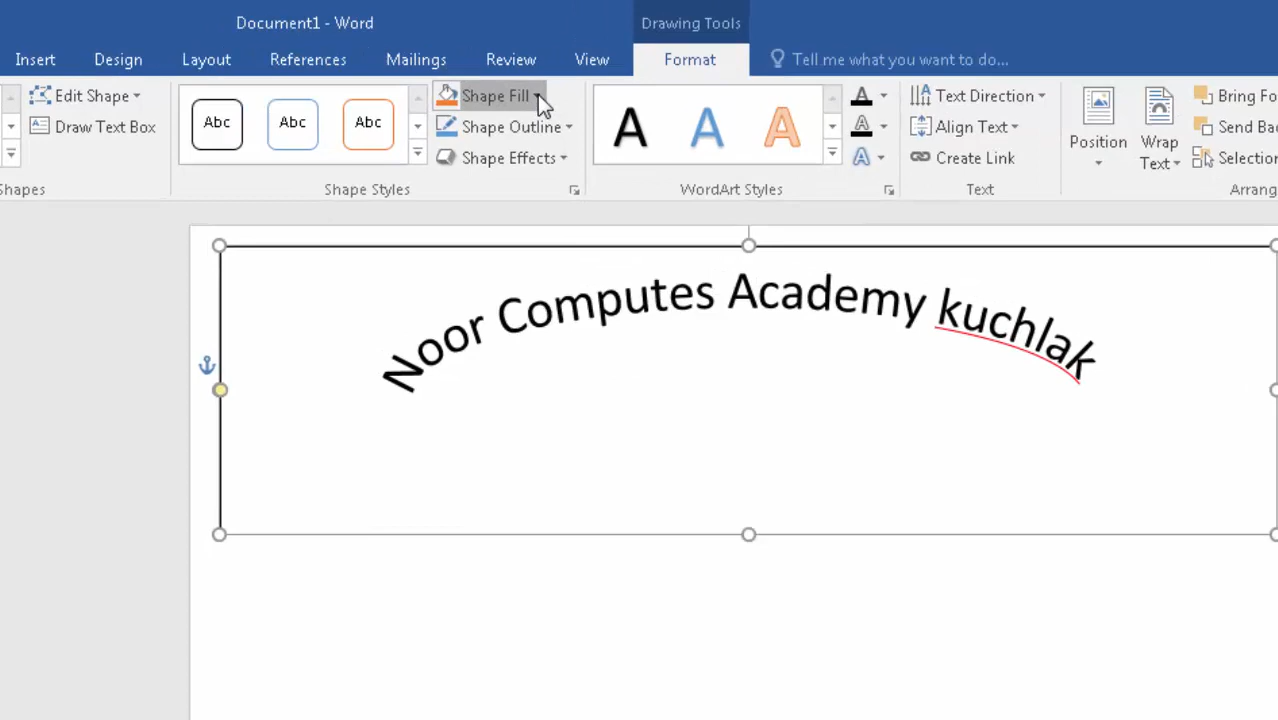 Document1 - Word
Drawing Tools
Insert Design Layout References Mailings Review View Format Tell me what you want to do...
Edit Shape
Draw Text Box
Abc Abc Abc
Shape Fill
Shape Outline
Shape Effects
A A A
A
A
A
Text Direction
Align Text
Create Link
Position
Wrap
Text
Bring Fo
Send Bac
Selection
Shapes
Shape Styles
WordArt Styles
Text
Arrang
Noor Computes Academy kuchlak